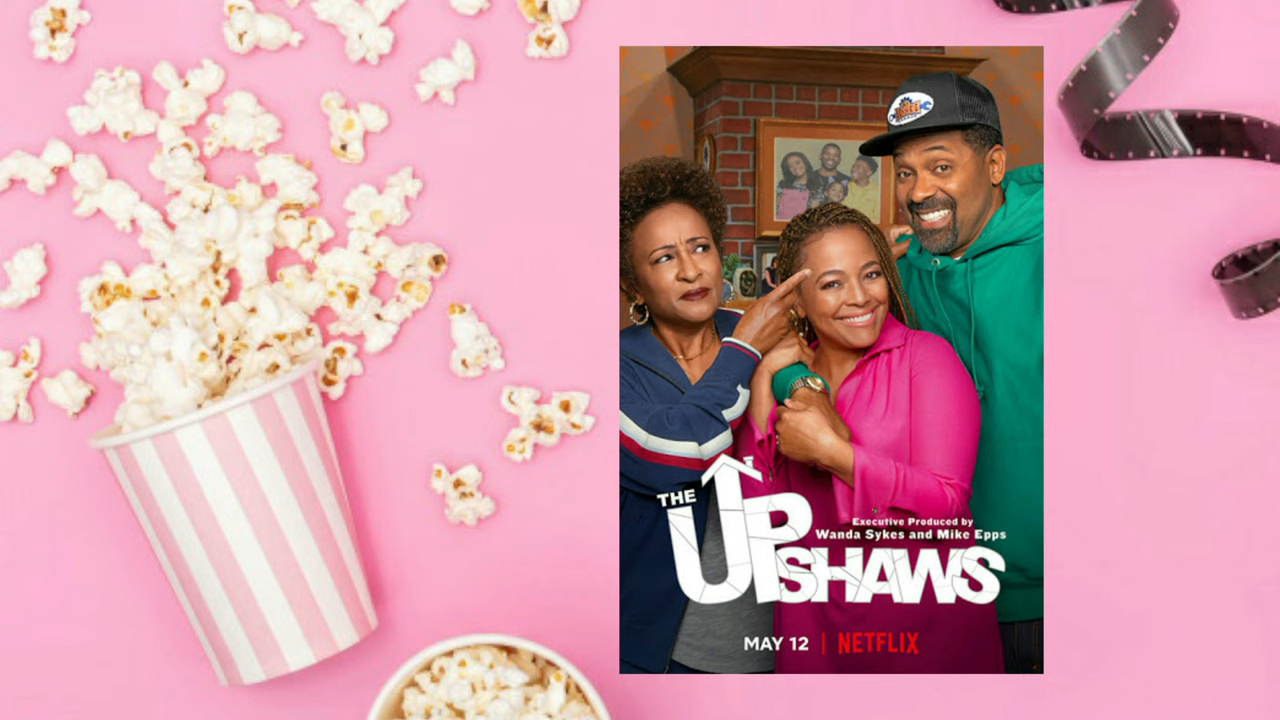 THE
UPSHAWS
Executive Produced by
Wanda Sykes and Mike Epps
MAY 12 | NETFLIX